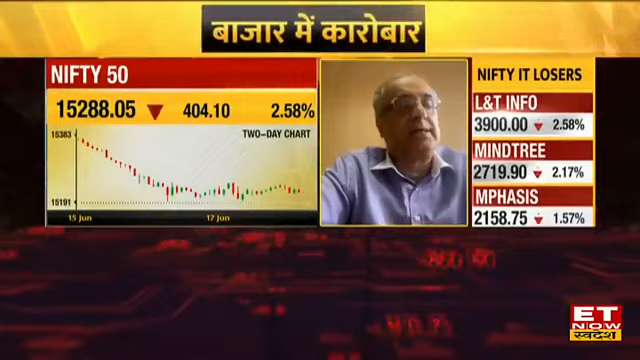 बाजार में कारोबार
NIFTY 50
15288.05 404.10 2.58%
TWO-DAY CHART
15383
15191
15 Jun 17 Jun
NIFTY IT LOSERS
L&T INFO
3900.00 2.58%
MINDTREE
2719.90 2.17%
MPHASIS
2158.75 1.57%
ET
NOW
स्वदेश